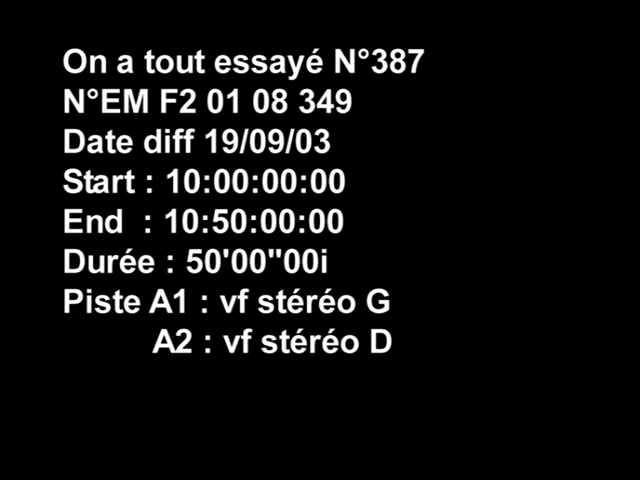 On a tout essayé N°387
N°EM F2 01 08 349
Date diff 19/09/03
Start : 10:00:00:00
End : 10:50:00:00
Durée : 50'00"00i
Piste A1 : vf stéréo G
A2 : vf stéréo D